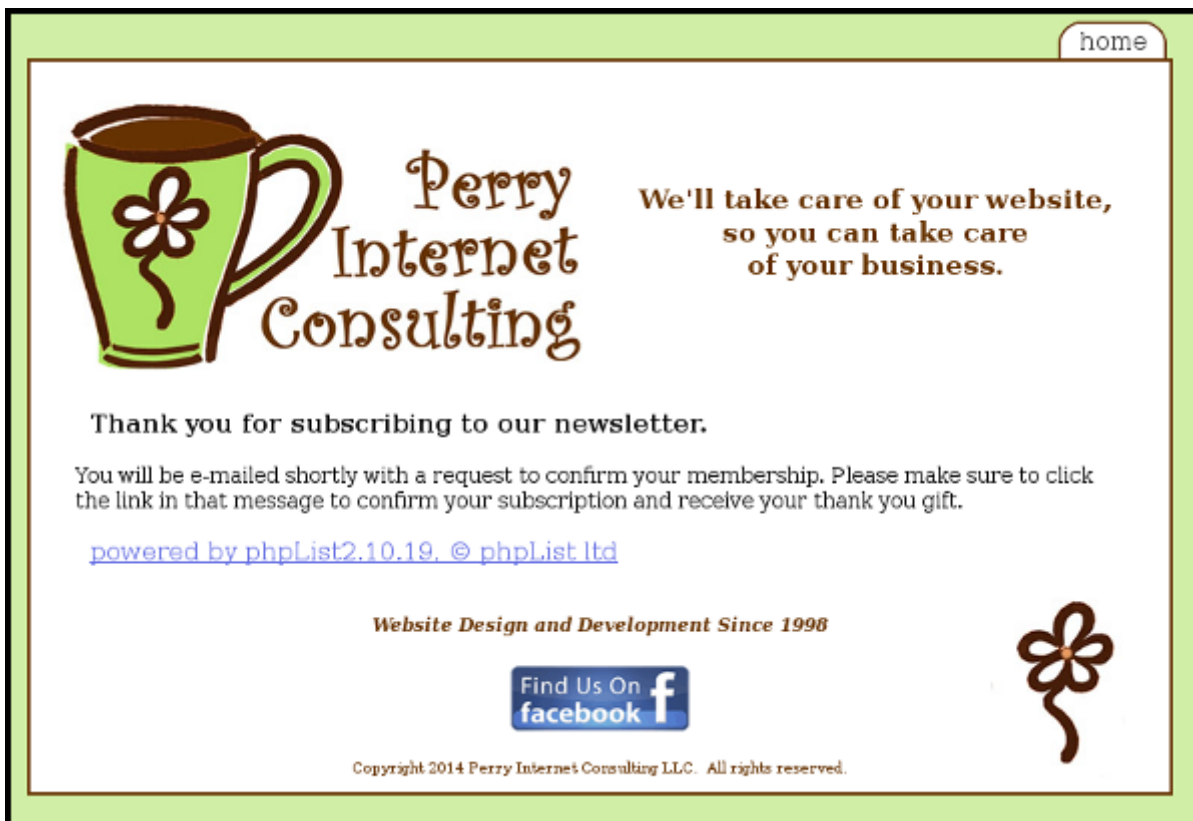 home
Perry
Internet
Consulting
We'll take care of your website,
so you can take care
of your business.
Thank you for subscribing to our newsletter.
You will be e-mailed shortly with a request to confirm your membership. Please make sure to click
the link in that message to confirm your subscription and receive your thank you gift.
powered by phpList2.10.19, © phpList ltd
Website Design and Development Since 1998
Find Us On
facebook f
Copyright 2014 Perry Internet Consulting LLC.  All rights reserved.